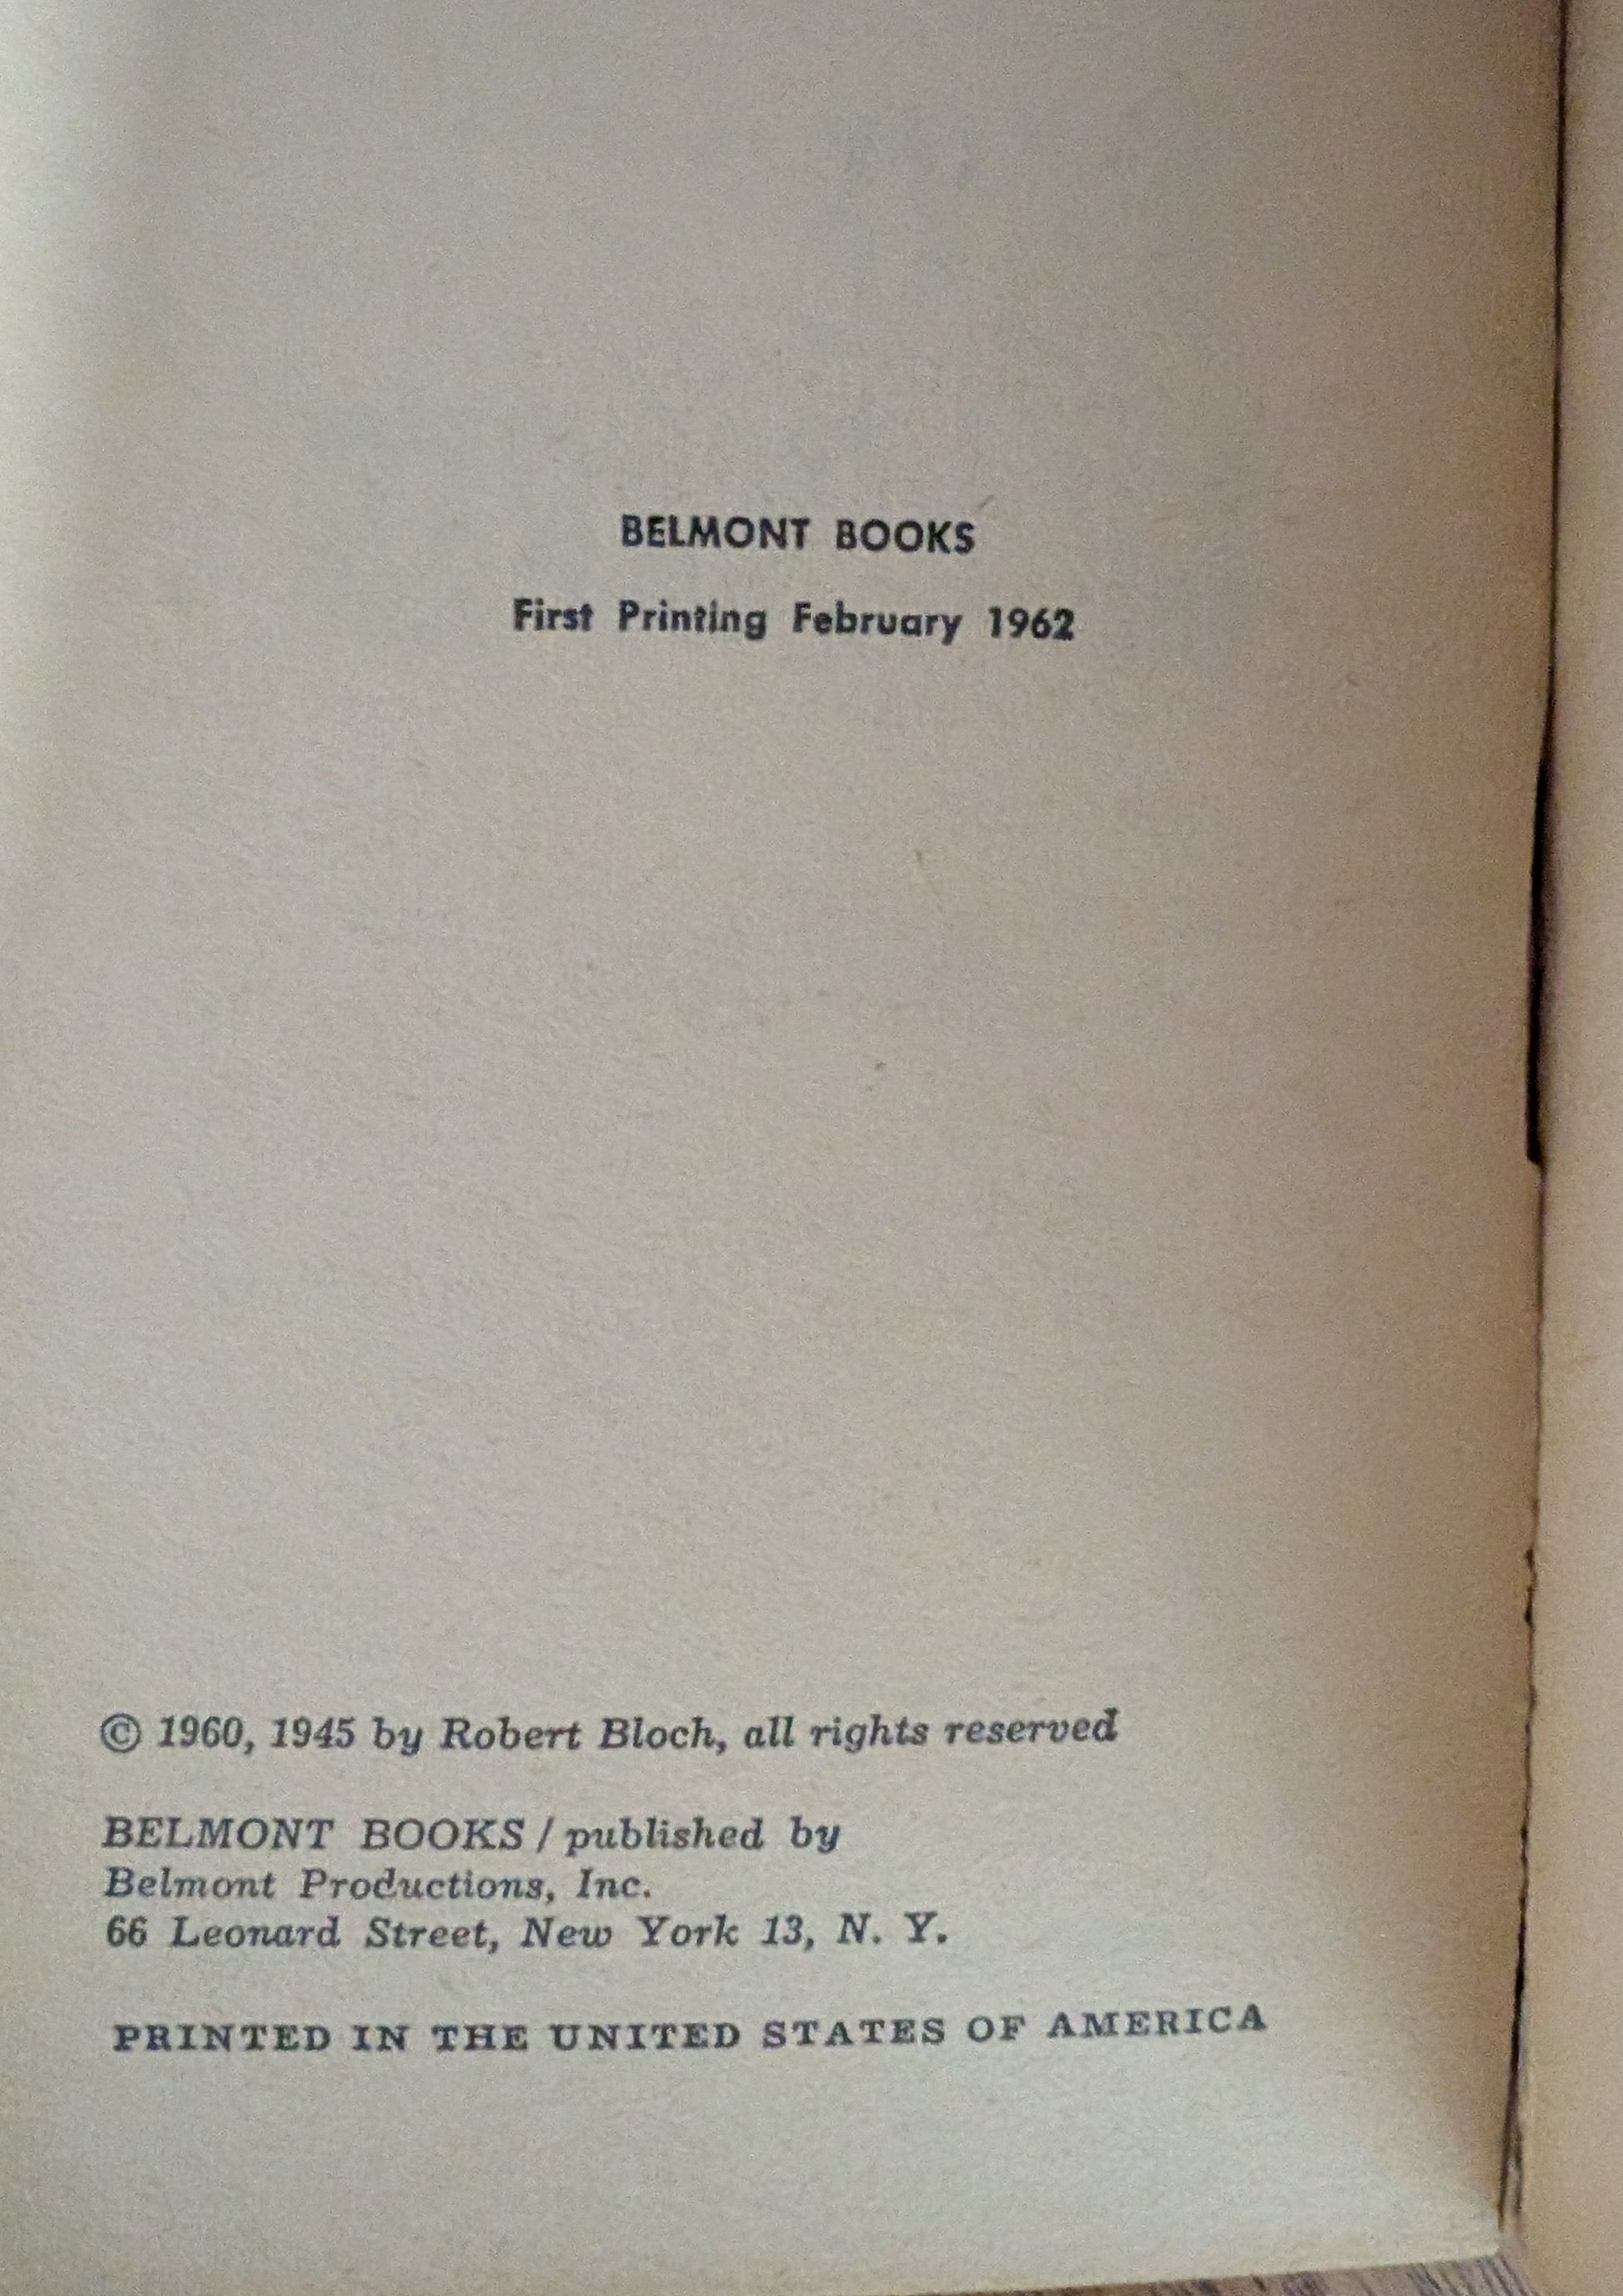 BELMONT BOOKS
First Printing February 1962
© 1960, 1945 by Robert Bloch, all rights reserved
BELMONT BOOKS / published by
Belmont Productions, Inc.
66 Leonard Street, New York 13, N. Y.
PRINTED IN THE UNITED STATES OF AMERICA